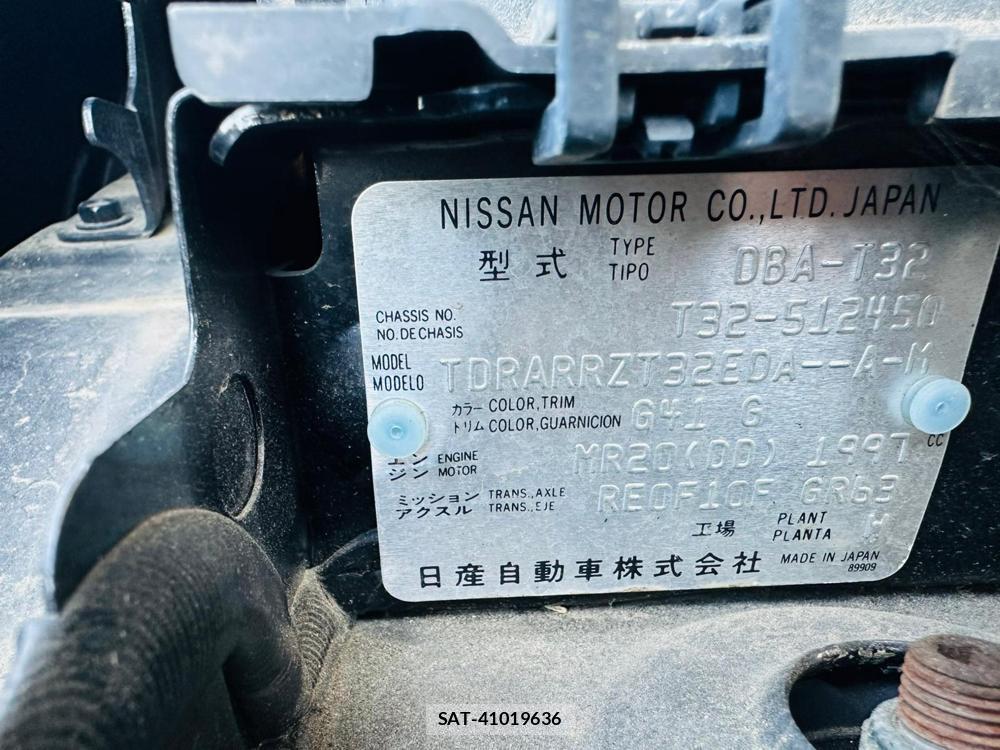 NISSAN MOTOR CO.,LTD. JAPAN
型式 TYPE TIPO DBA-T32
CHASSIS NO. NO. DE CHASIS T32-512450
MODEL MODELO TDRARRZT32EDA--A-M
カラー COLOR, TRIM
トリム COLOR, GUARNICION G41 G
エンジン ENGINE MOTOR MR20(DD) 1997 CC
ミッション TRANS., AXLE
アクスル TRANS., EJE RE0F10F GR63
工場 PLANT PLANTA
日産自動車株式会社 MADE IN JAPAN
89909
SAT-41019636